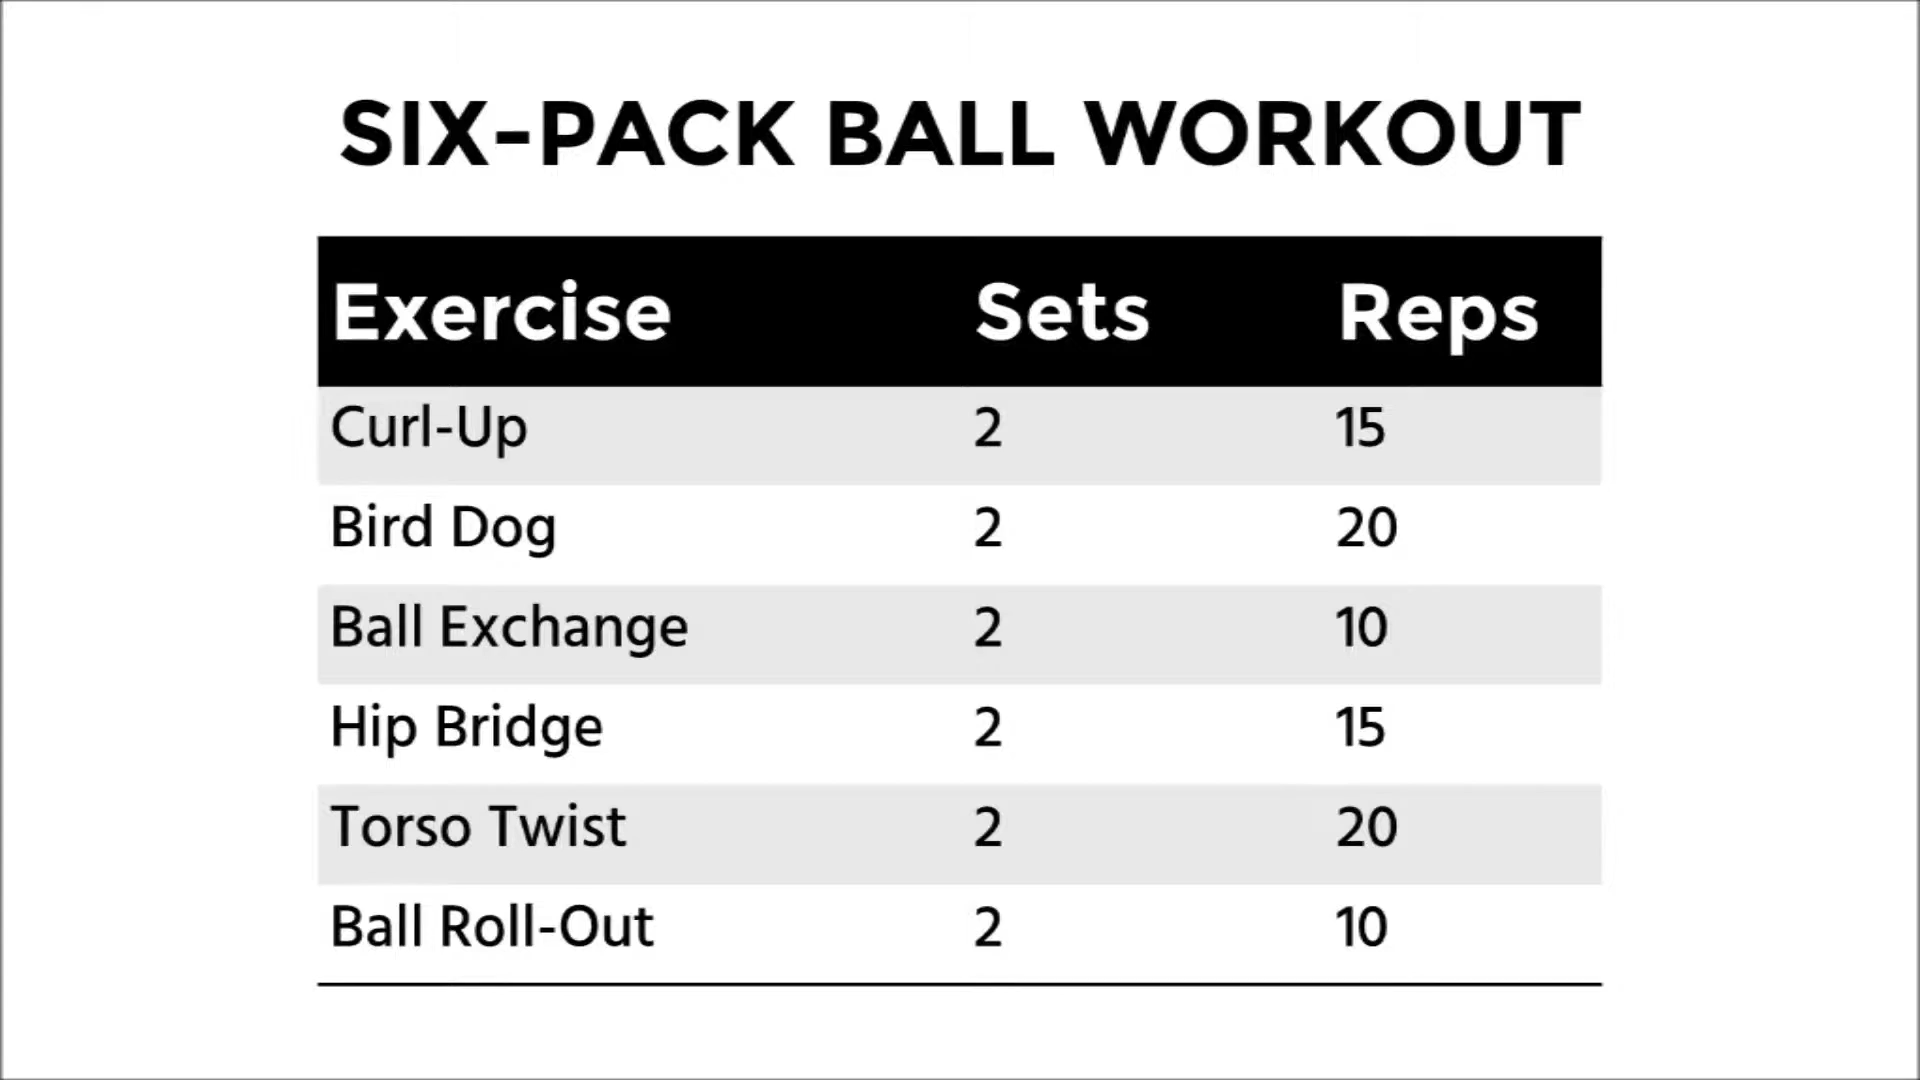 SIX-PACK BALL WORKOUT
Exercise Sets Reps
Curl-Up 2 15
Bird Dog 2 20
Ball Exchange 2 10
Hip Bridge 2 15
Torso Twist 2 20
Ball Roll-Out 2 10